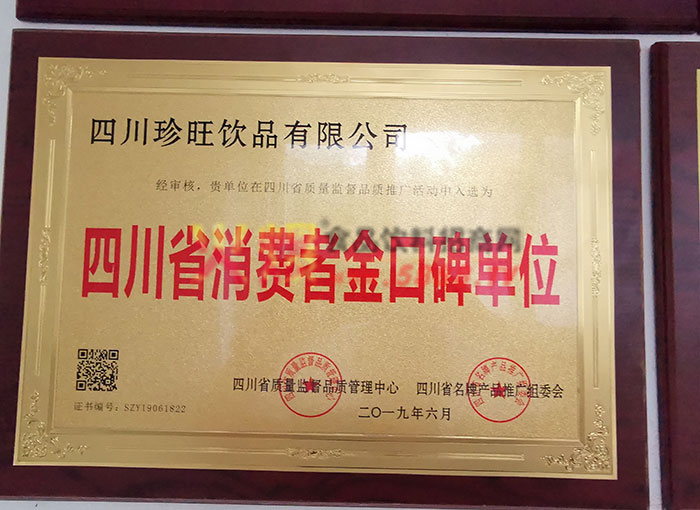 四川珍旺饮品有限公司
经审核，贵单位在四川省质量监督品质推广活动中入选为
四川省消费者金口碑单位
四川省质量监督品质管理中心 四川省名牌产品推广组委会
二〇一九年六月
证书编号：SZY19061822